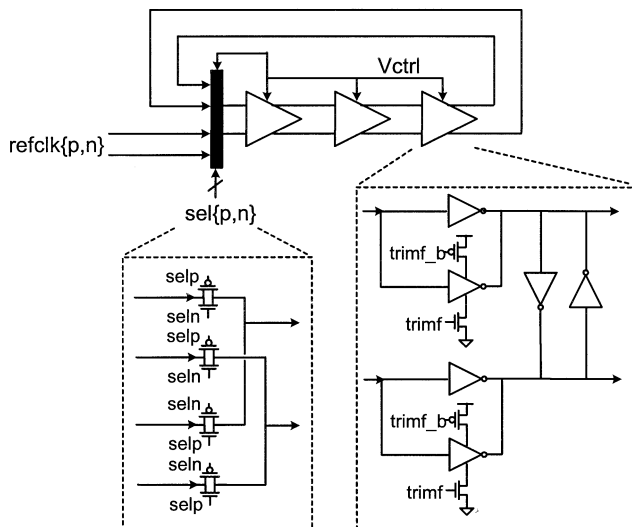 Vctrl
refclk{p,n}
sel{p,n}
selp
seln
selp
seln
seln
selp
seln
selp
trimf_b
trimf
trimf_b
trimf